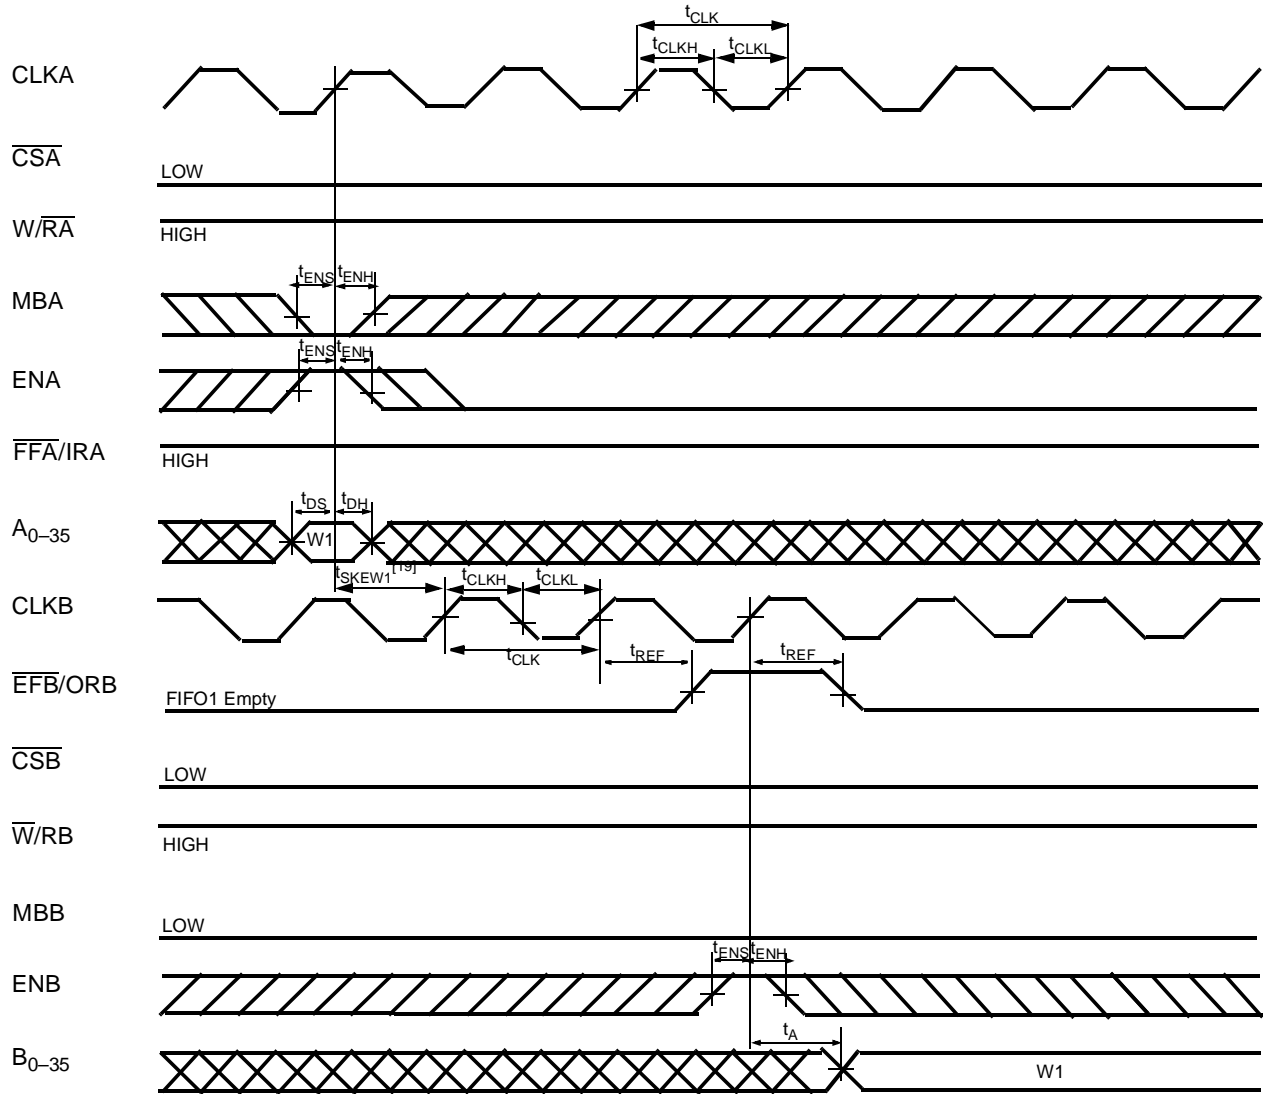 tCLK
tCLKH tCLKL
CLKA
CSA
LOW
W/RA
HIGH
tENS tENH
MBA
tENS tENH
ENA
FFA/IRA
HIGH
tDS tDH
A0–35
W1
tSKEW1[19] tCLKH tCLKL
CLKB
tCLK tREF tREF
EFB/ORB
FIFO1 Empty
CSB
LOW
W/RB
HIGH
MBB
LOW
tENS tENH
ENB
tA
B0–35
W1